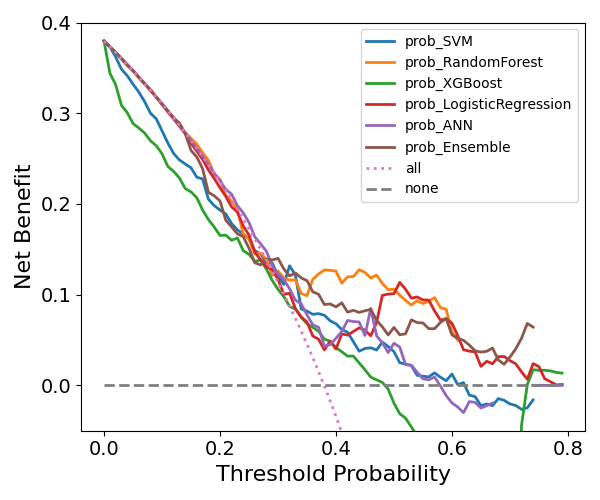 prob_SVM
prob_RandomForest
prob_XGBoost
prob_LogisticRegression
prob_ANN
prob_Ensemble
all
none
Net Benefit
0.4
0.3
0.2
0.1
0.0
0.0 0.2 0.4 0.6 0.8
Threshold Probability